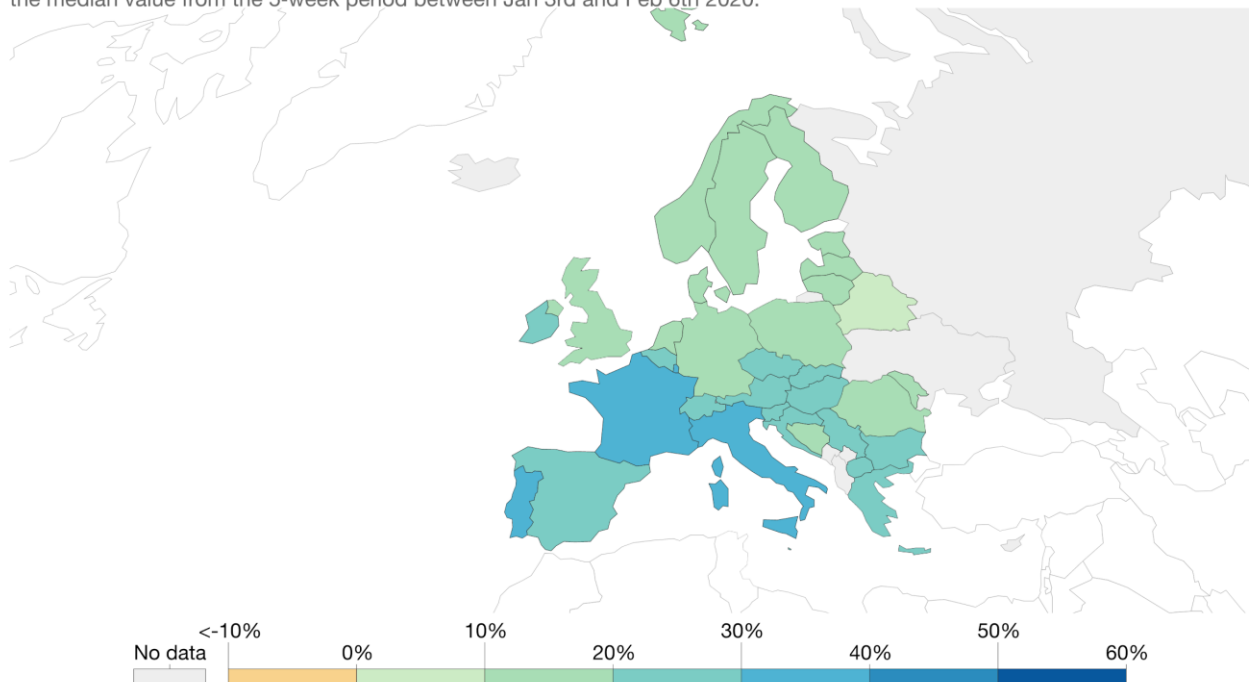 the median value from the 5-week period between Jan 3rd and Feb 6th 2020.
<-10% 10% 30% 50%
No data 0% 20% 40% 60%